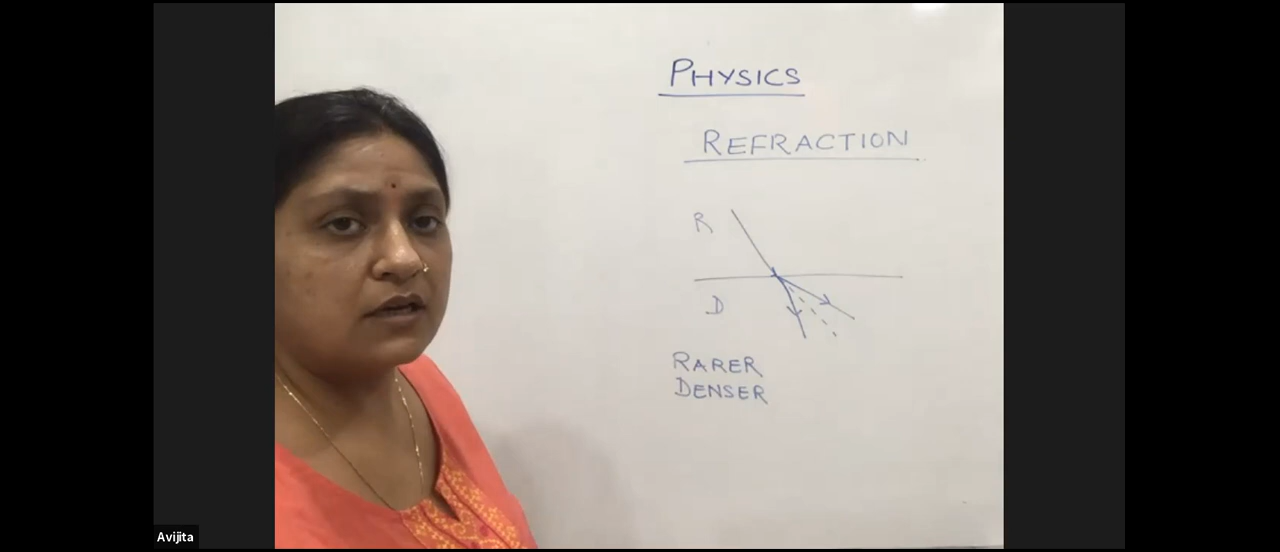 PHYSICS
REFRACTION
R
D
RARER
DENSER
Avijita